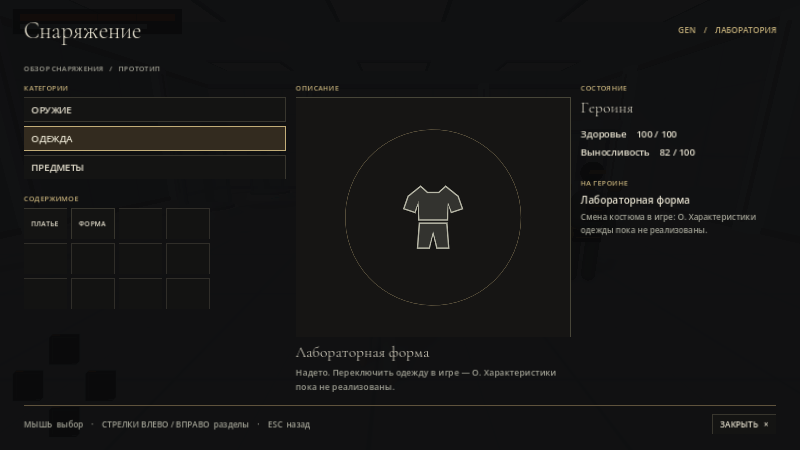 Снаряжение
GEN / ЛАБОРАТОРИЯ
ОБЗОР СНАРЯЖЕНИЯ / ПРОТОТИП
КАТЕГОРИИ
ОРУЖИЕ
ОДЕЖДА
ПРЕДМЕТЫ
СОДЕРЖИМОЕ
ПЛАТЬЕ
ФОРМА
ОПИСАНИЕ
Лабораторная форма
Надето. Переключить одежду в игре — О. Характеристики
пока не реализованы.
СОСТОЯНИЕ
Героиня
Здоровье 100 / 100
Выносливость 82 / 100
НА ГЕРОИНЕ
Лабораторная форма
Смена костюма в игре: О. Характеристики
одежды пока не реализованы.
МЫШЬ выбор · СТРЕЛКИ ВЛЕВО / ВПРАВО разделы · ESC назад
ЗАКРЫТЬ ×